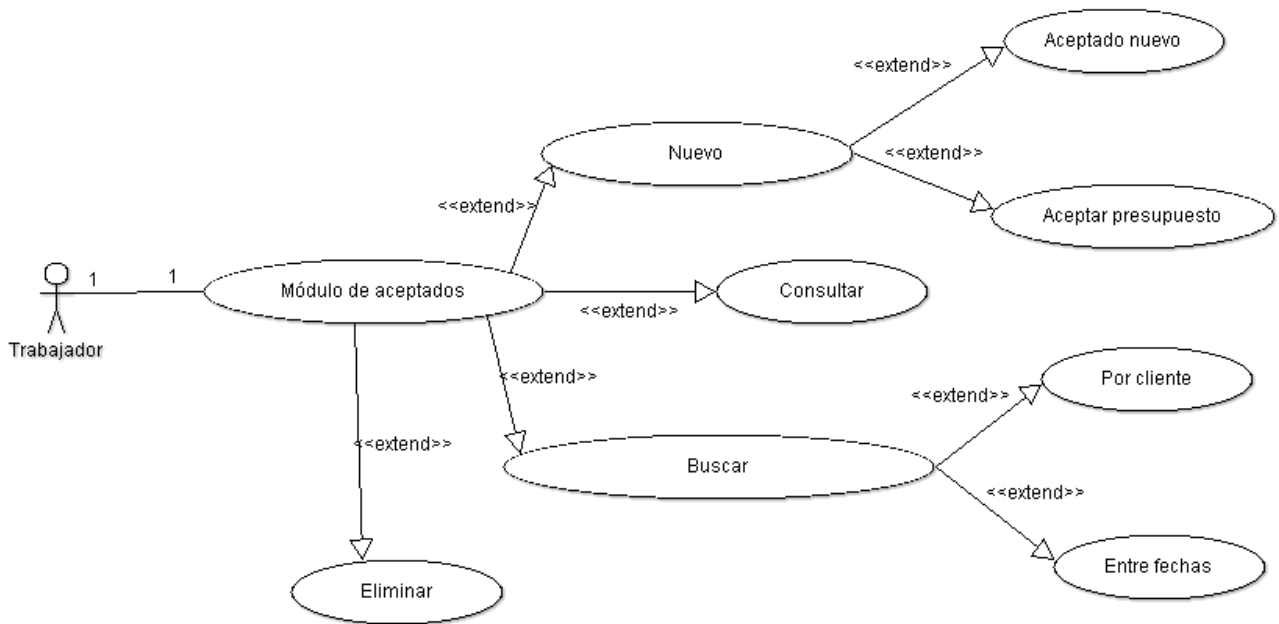 Aceptado nuevo
<<extend>>
Nuevo
<<extend>>
<<extend>>
Aceptar presupuesto
1
1
Módulo de aceptados
Consultar
<<extend>>
Trabajador
<<extend>>
Por cliente
<<extend>>
<<extend>>
Buscar
<<extend>>
Entre fechas
Eliminar